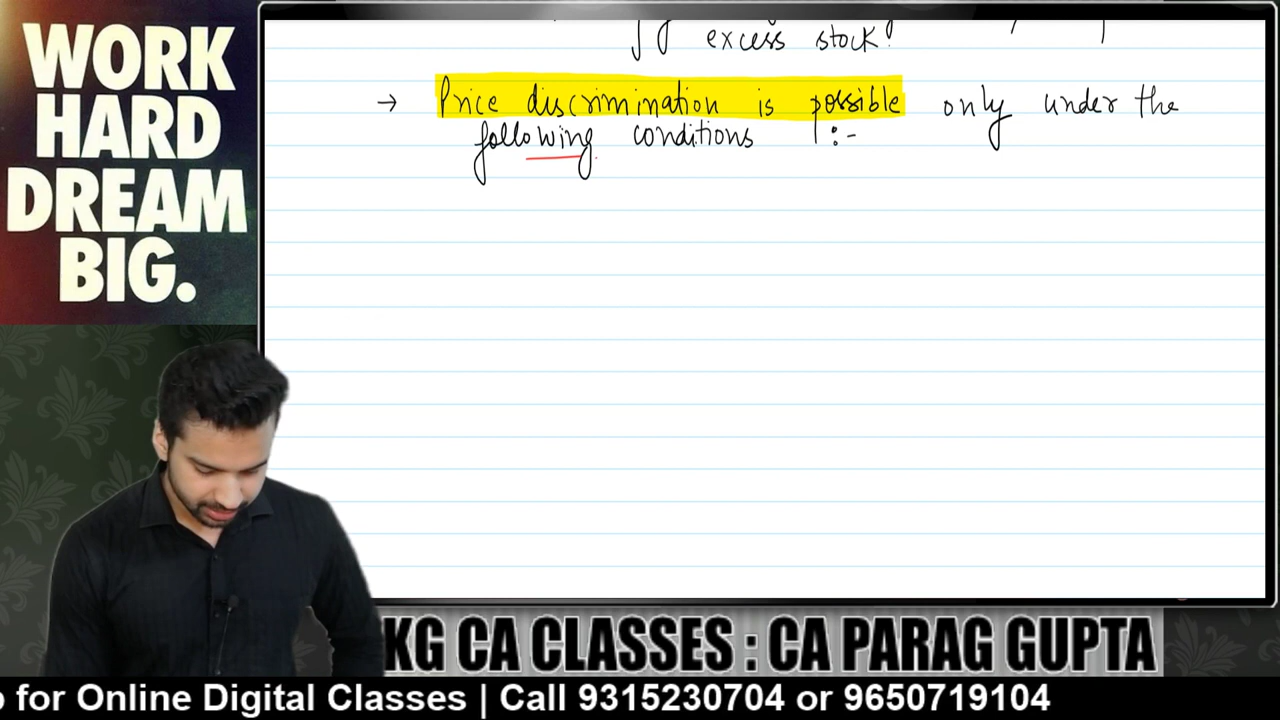 WORK
HARD
DREAM
BIG.
excess stock.
→ Price discrimination is possible only under the
following conditions :-
KG CA CLASSES : CA PARAG GUPTA
for Online Digital Classes | Call 9315230704 or 9650719104